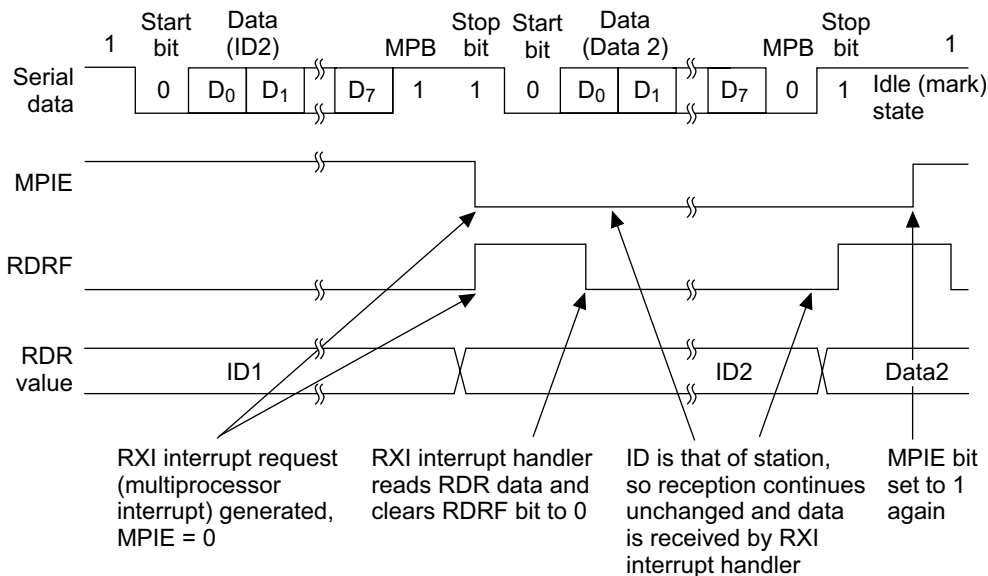 1 Start bit Data (ID2) MPB Stop bit Start bit Data (Data 2) MPB Stop bit 1
Serial data 0 D0 D1 D7 1 1 0 D0 D1 D7 0 1 Idle (mark) state
MPIE
RDRF
RDR value ID1 ID2 Data2
RXI interrupt request
(multiprocessor
interrupt) generated,
MPIE = 0
RXI interrupt handler
reads RDR data and
clears RDRF bit to 0
ID is that of station,
so reception continues
unchanged and data
is received by RXI
interrupt handler
MPIE bit
set to 1
again